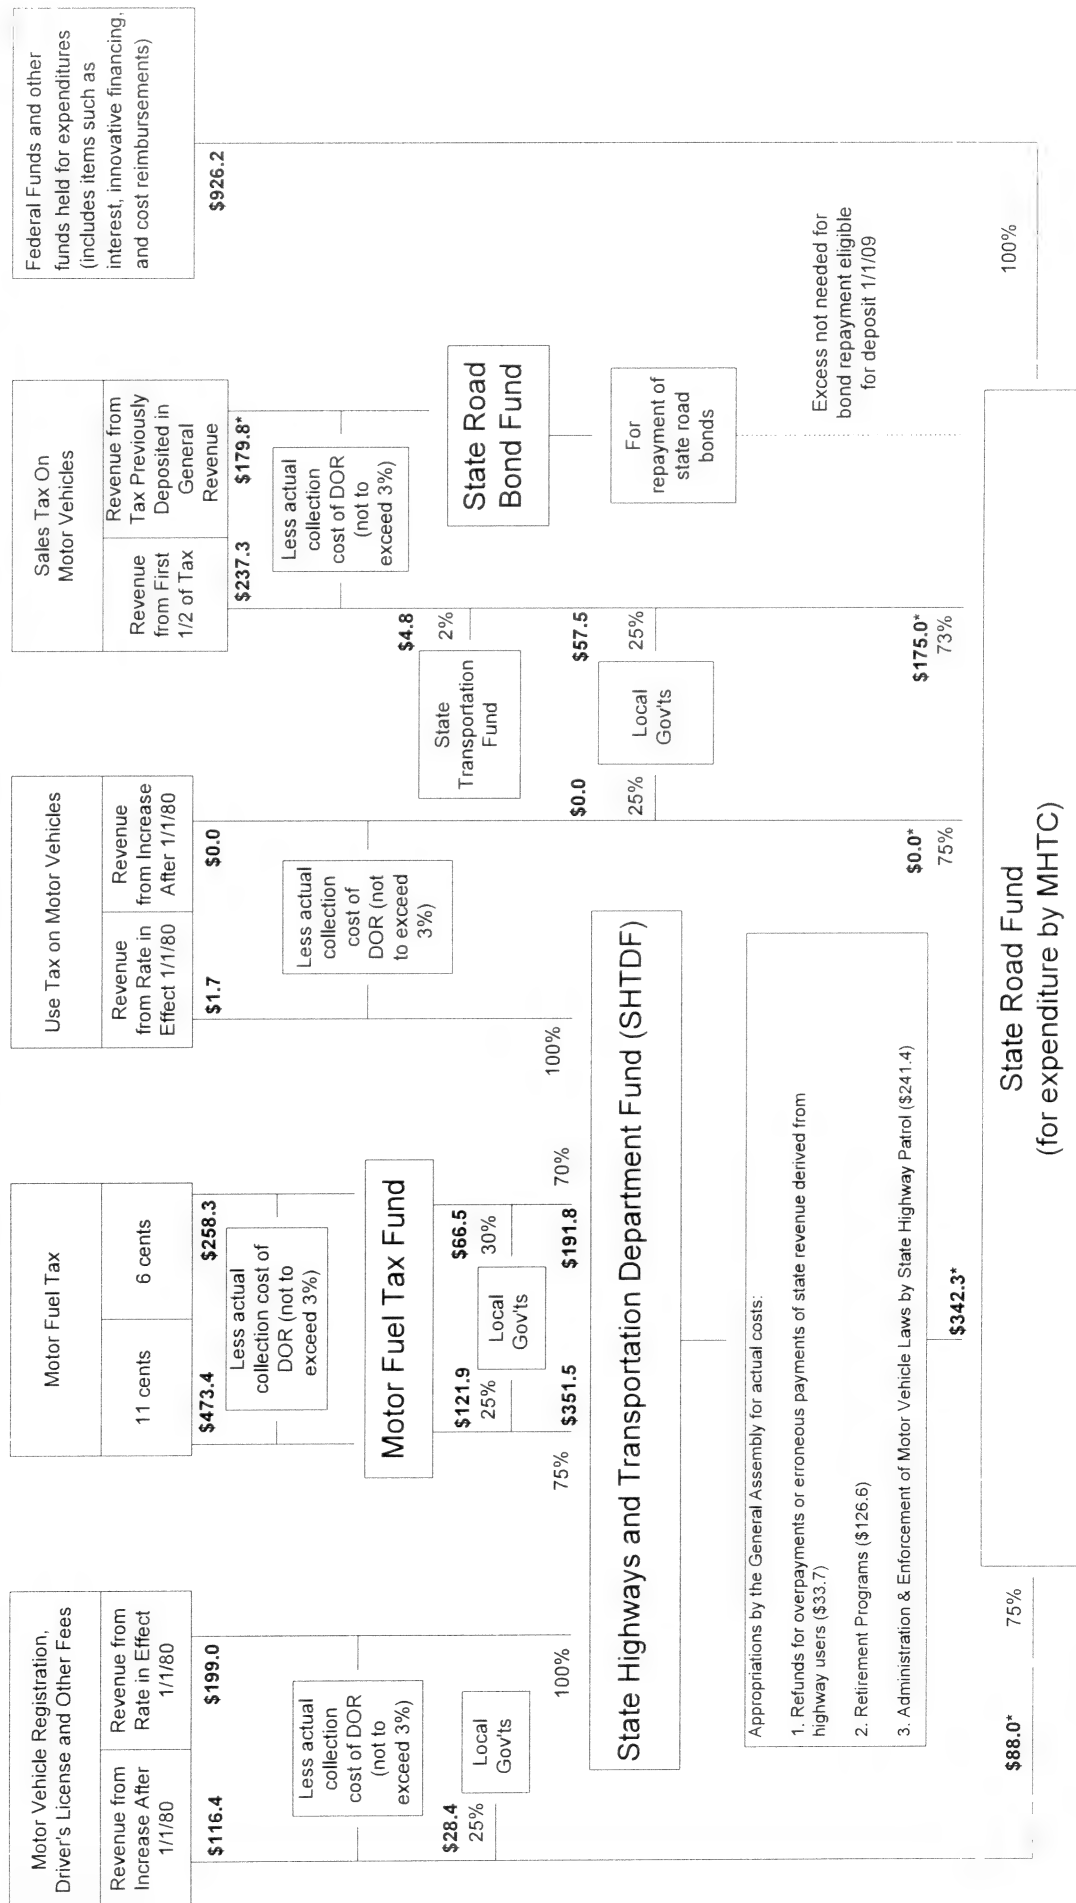 Motor Vehicle Registration,
Driver's License and Other Fees
Revenue from
Increase After
1/1/80
Revenue from
Rate in Effect
1/1/80
$116.4
$199.0
Less actual
collection
cost of DOR
(not to
exceed 3%)
$28.4
25%
Local
Gov'ts
100%
Motor Fuel Tax
11 cents
6 cents
$473.4
$258.3
Less actual
collection cost of
DOR (not to
exceed 3%)
Motor Fuel Tax Fund
$121.9
25%
Local
Gov'ts
$66.5
30%
75%
$351.5
$191.8
70%
Use Tax on Motor Vehicles
Revenue
from Rate in
Effect 1/1/80
Revenue
from Increase
After 1/1/80
$1.7
$0.0
Less actual
collection
cost of
DOR (not
to exceed
3%)
100%
Sales Tax On
Motor Vehicles
Revenue
from First
1/2 of Tax
Revenue from
Tax Previously
Deposited in
General
Revenue
$237.3
$179.8*
Less actual
collection
cost of DOR
(not to
exceed 3%)
$4.8
2%
State
Transportation
Fund
State Road
Bond Fund
$0.0
25%
Local
Gov'ts
$57.5
25%
For
repayment of
state road
bonds
Excess not needed for
bond repayment eligible
for deposit 1/1/09
Federal Funds and other
funds held for expenditures
(includes items such as
interest, innovative financing,
and cost reimbursements)
$926.2
State Highways and Transportation Department Fund (SHTDF)
Appropriations by the General Assembly for actual costs:
1. Refunds for overpayments or erroneous payments of state revenue derived from
highway users ($33.7)
2. Retirement Programs ($126.6)
3. Administration & Enforcement of Motor Vehicle Laws by State Highway Patrol ($241.4)
$0.0*
75%
$175.0*
73%
$342.3*
$88.0*
75%
100%
State Road Fund
(for expenditure by MHTC)